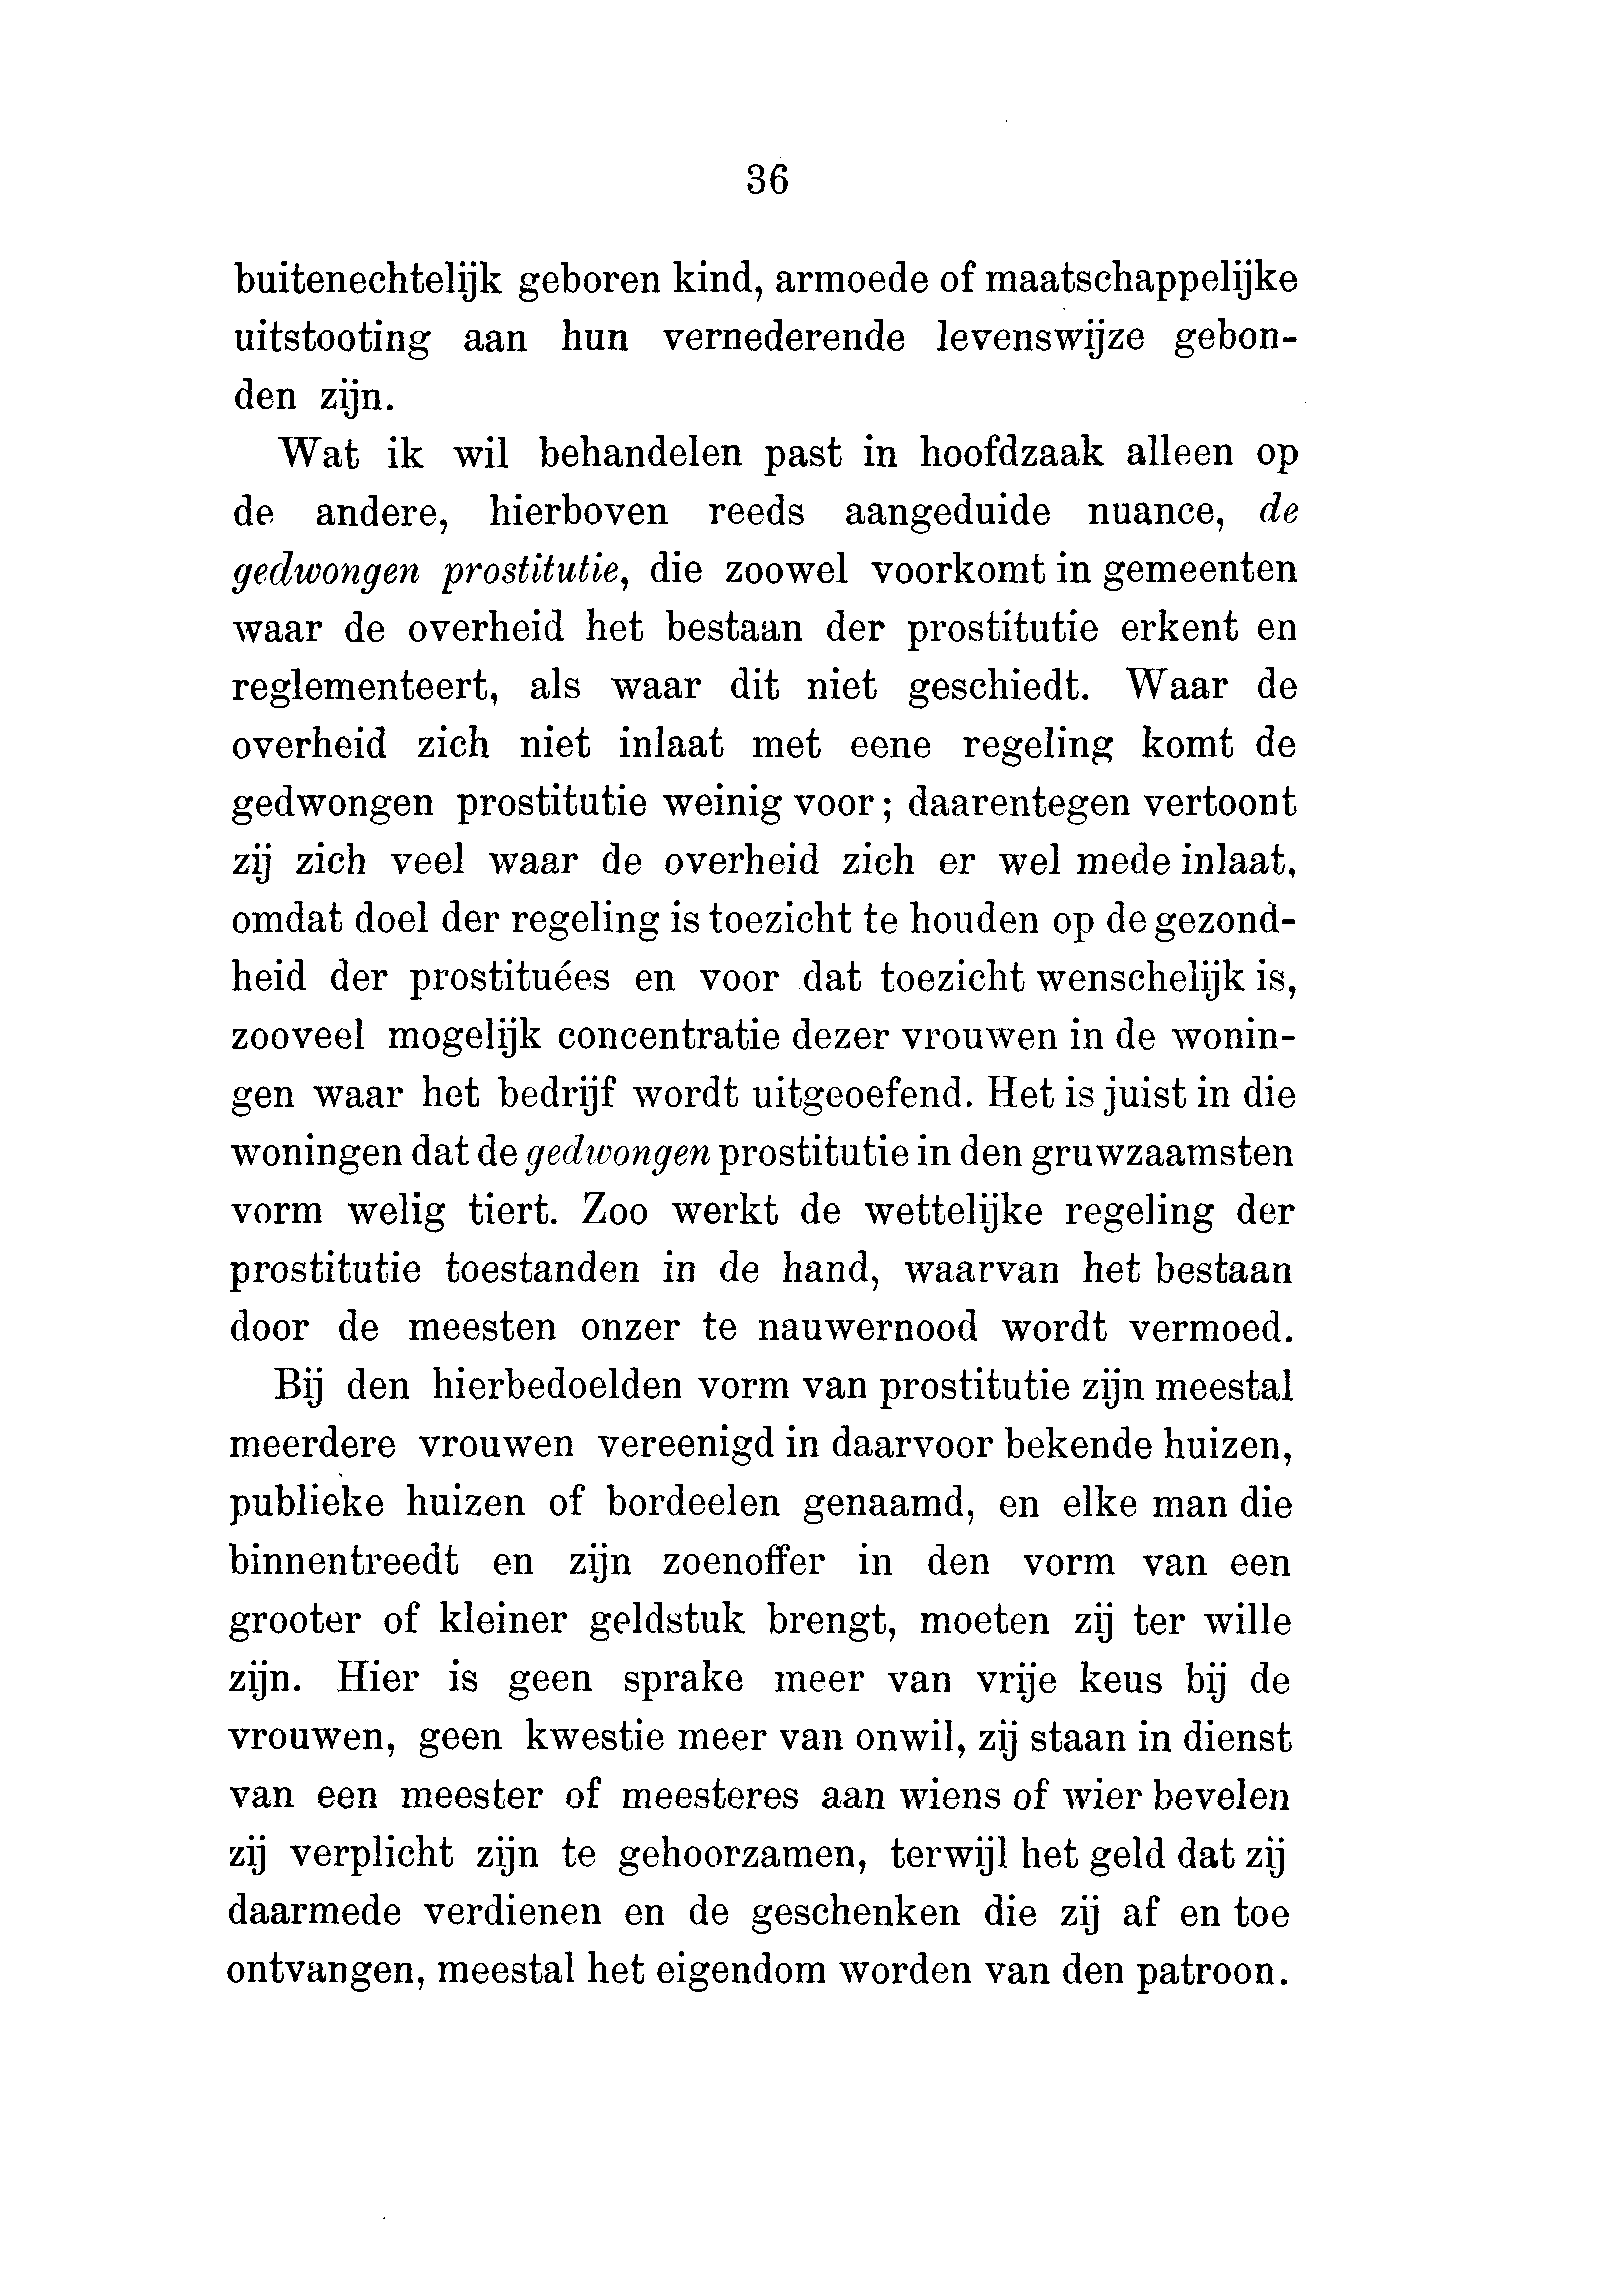 36
buitenechtelijk geboren kind, armoede of maatschappelijke
uitstooting aan hun vernederende levenswijze gebon-
den zijn.
Wat ik wil behandelen past in hoofdzaak alleen op
de andere, hierboven reeds aangeduide nuance, de
gedwongen prostitutie, die zoowel voorkomt in gemeenten
waar de overheid het bestaan der prostitutie erkent en
reglementeert, als waar dit niet geschiedt. Waar de
overheid zich niet inlaat met eene regeling komt de
gedwongen prostitutie weinig voor; daarentegen vertoont
zij zich veel waar de overheid zich er wel mede inlaat,
omdat doel der regeling is toezicht te houden op de gezond-
heid der prostituées en voor dat toezicht wenschelijk is,
zooveel mogelijk concentratie dezer vrouwen in de wonin-
gen waar het bedrijf wordt uitgeoefend. Het is juist in die
woningen dat de gedwongen prostitutie in den gruwzaamsten
vorm welig tiert. Zoo werkt de wettelijke regeling der
prostitutie toestanden in de hand, waarvan het bestaan
door de meesten onzer te nauwernood wordt vermoed.
Bij den hierbedoelden vorm van prostitutie zijn meestal
meerdere vrouwen vereenigd in daarvoor bekende huizen,
publieke huizen of bordeelen genaamd, en elke man die
binnentreedt en zijn zoenoffer in den vorm van een
grooter of kleiner geldstuk brengt, moeten zij ter wille
zijn. Hier is geen sprake meer van vrije keus bij de
vrouwen, geen kwestie meer van onwil, zij staan in dienst
van een meester of meesteres aan wiens of wier bevelen
zij verplicht zijn te gehoorzamen, terwijl het geld dat zij
daarmede verdienen en de geschenken die zij af en toe
ontvangen, meestal het eigendom worden van den patroon.